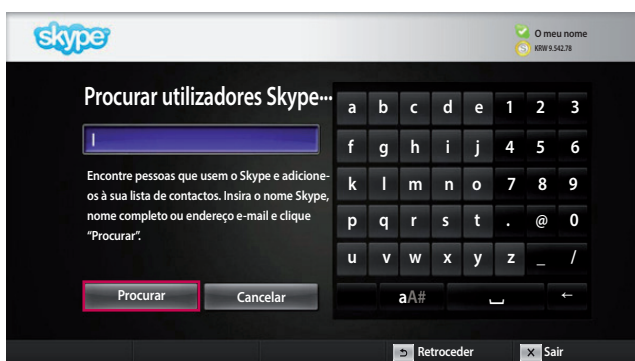 skype
O meu nome
KRW 9.542.78
Procurar utilizadores Skype...
Encontre pessoas que usem o Skype e adicione-
os à sua lista de contactos. Insira o nome Skype,
nome completo ou endereço e-mail e clique
“Procurar”.
Procurar Cancelar
a b c d e 1 2 3
f g h i j 4 5 6
k l m n o 7 8 9
p q r s t . @ 0
u v w x y z _ /
aA# ←
Retroceder X Sair